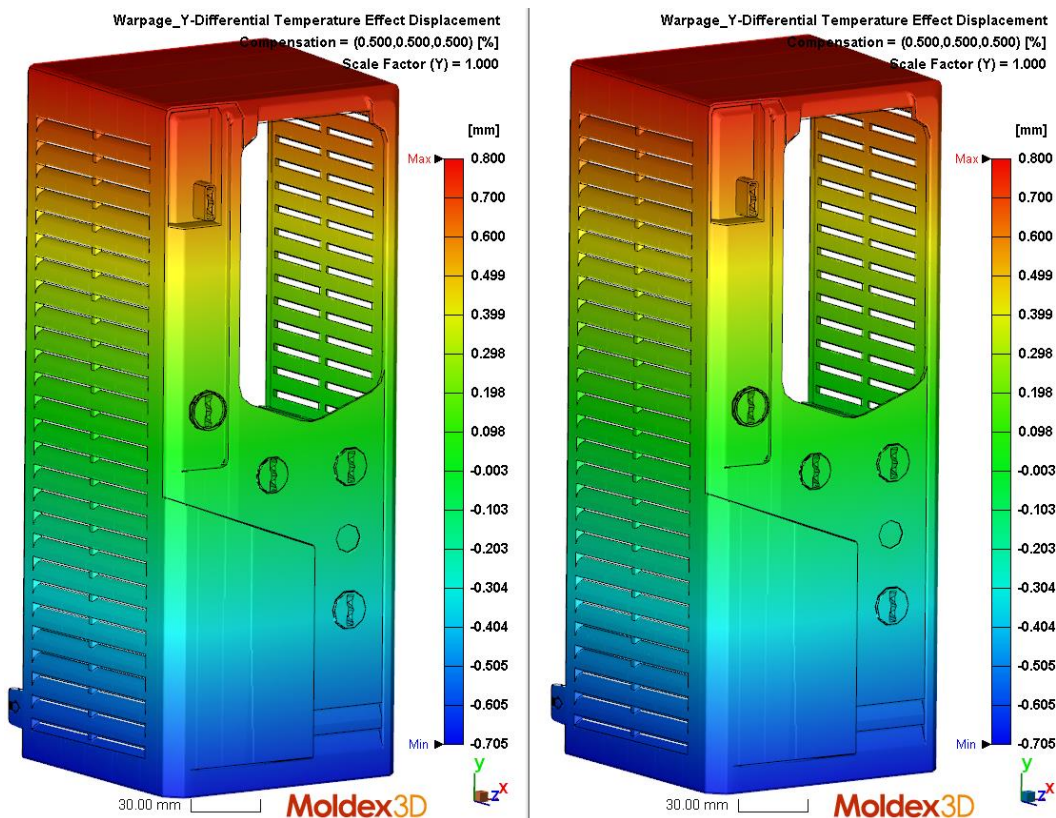 Warpage_Y-Differential Temperature Effect Displacement
Compensation = (0.500,0.500,0.500) [%]
Scale Factor (Y) = 1.000
[mm]
Max 0.800
0.700
0.600
0.499
0.399
0.298
0.198
0.098
-0.003
-0.103
-0.203
-0.304
-0.404
-0.505
-0.605
Min -0.705
30.00 mm
Moldex3D
y
x
z
Warpage_Y-Differential Temperature Effect Displacement
Compensation = (0.500,0.500,0.500) [%]
Scale Factor (Y) = 1.000
[mm]
Max 0.800
0.700
0.600
0.499
0.399
0.298
0.198
0.098
-0.003
-0.103
-0.203
-0.304
-0.404
-0.505
-0.605
Min -0.705
30.00 mm
Moldex3D
y
x
z